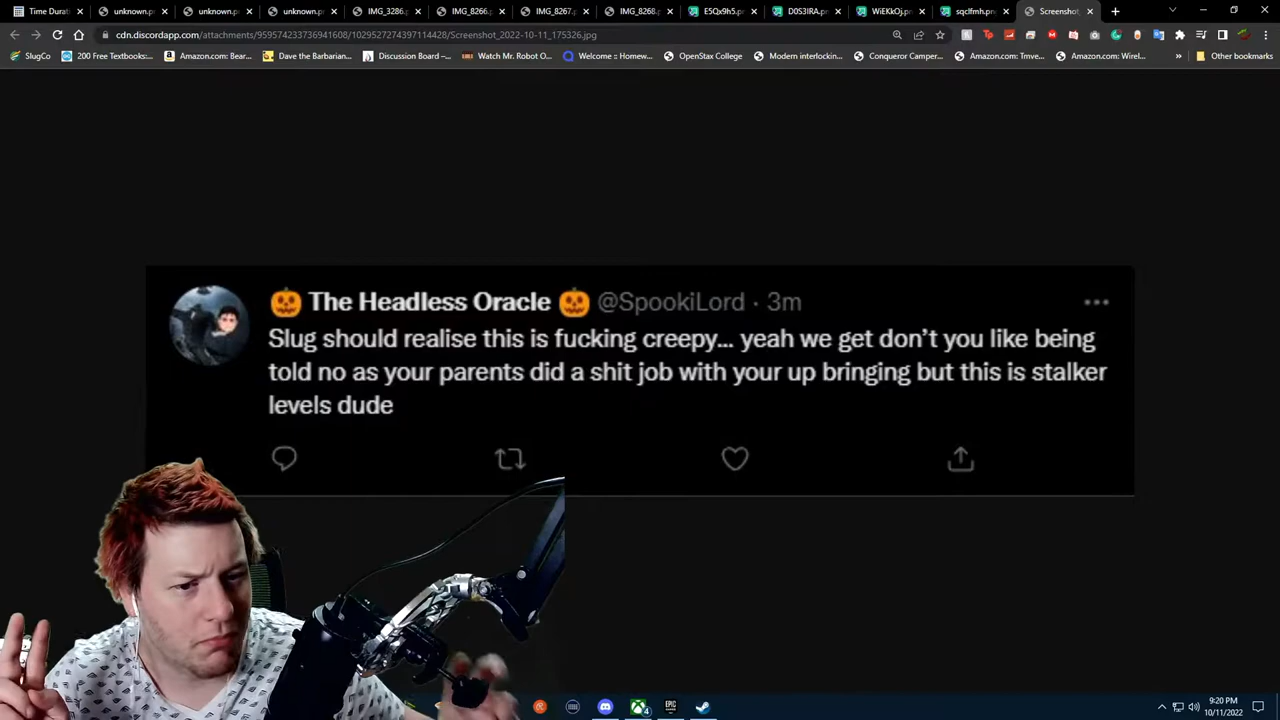 Time Durati
unknown.p
unknown.p
unknown.p
IMG_3286.p
IMG_8266.p
IMG_8267.p
IMG_8268.p
E5Qx9h5.p
D0S3IRA.p
WiEKkOj.p
sqclfmh.p
Screenshot
cdn.discordapp.com/attachments/959574233736941608/1029527274397114428/Screenshot_2022-10-11_175326.jpg
SlugCo
200 Free Textbooks:...
Amazon.com: Bear...
Dave the Barbarian...
Discussion Board –...
Watch Mr. Robot O...
Welcome :: Homew...
OpenStax College
Modern interlockin...
Conqueror Camper...
Amazon.com: Tmve...
Amazon.com: Wirel...
Other bookmarks
🎃 The Headless Oracle 🎃 @SpookiLord · 3m
Slug should realise this is fucking creepy... yeah we get don’t you like being
told no as your parents did a shit job with your up bringing but this is stalker
levels dude
EPIC
9:20 PM
10/11/2022